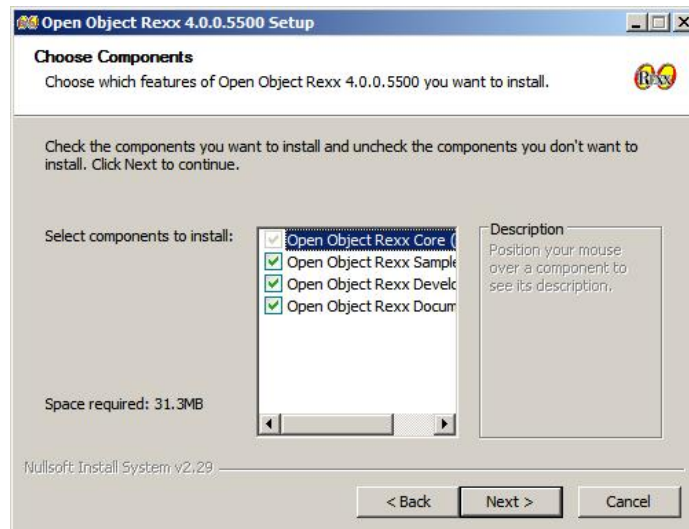 Open Object Rexx 4.0.0.5500 Setup
Choose Components
Choose which features of Open Object Rexx 4.0.0.5500 you want to install.
Rexx
Check the components you want to install and uncheck the components you don't want to
install. Click Next to continue.
Select components to install:
Open Object Rexx Core (
Open Object Rexx Sample
Open Object Rexx Develo
Open Object Rexx Docum
Description
Position your mouse
over a component to
see its description.
Space required: 31.3MB
Nullsoft Install System v2.29
< Back
Next >
Cancel